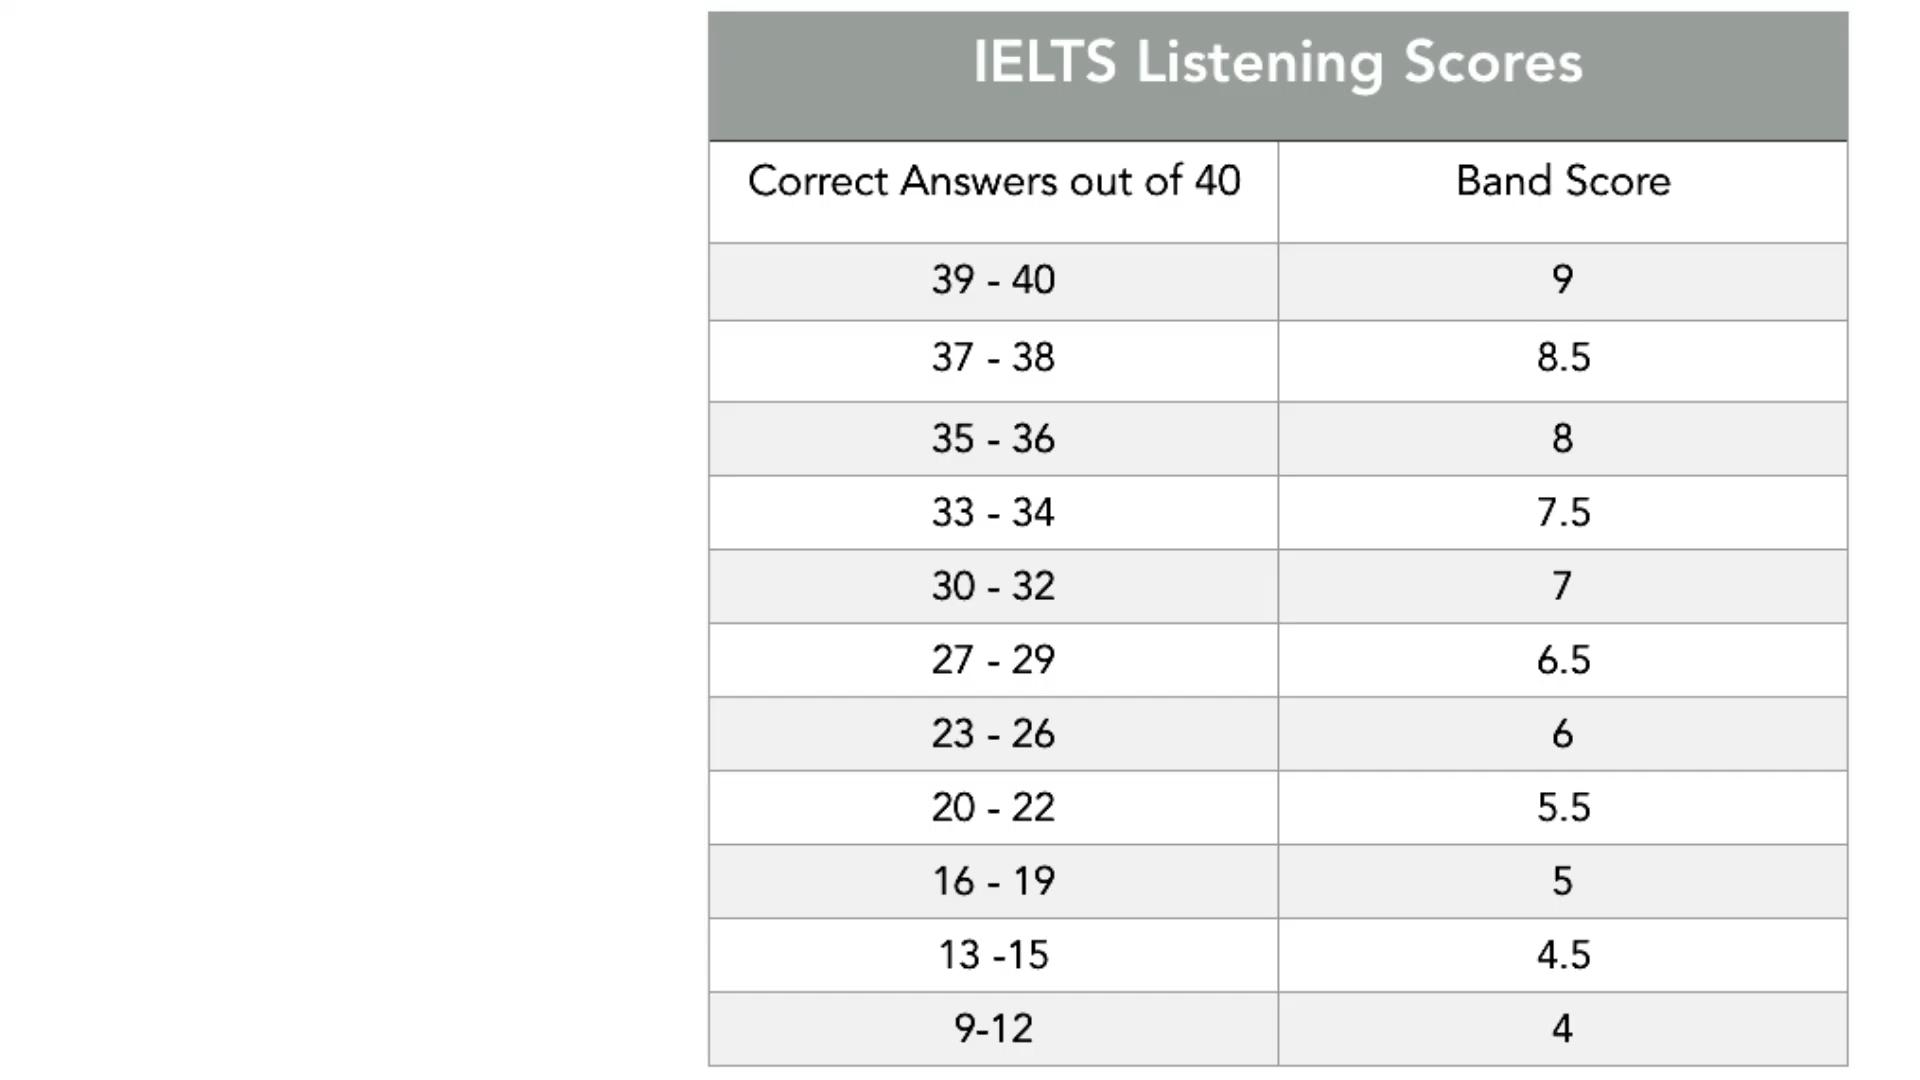 IELTS Listening Scores
Correct Answers out of 40 Band Score
39 - 40 9
37 - 38 8.5
35 - 36 8
33 - 34 7.5
30 - 32 7
27 - 29 6.5
23 - 26 6
20 - 22 5.5
16 - 19 5
13 -15 4.5
9-12 4